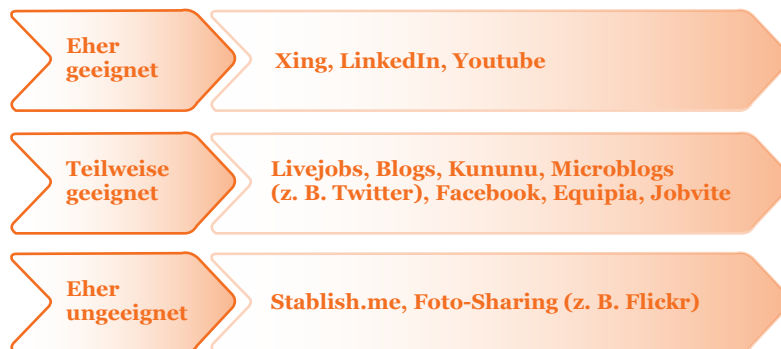 Eher
geeignet
Xing, LinkedIn, Youtube
Teilweise
geeignet
Livejobs, Blogs, Kununu, Microblogs
(z. B. Twitter), Facebook, Equipia, Jobvite
Eher
ungeeignet
Stablish.me, Foto-Sharing (z. B. Flickr)